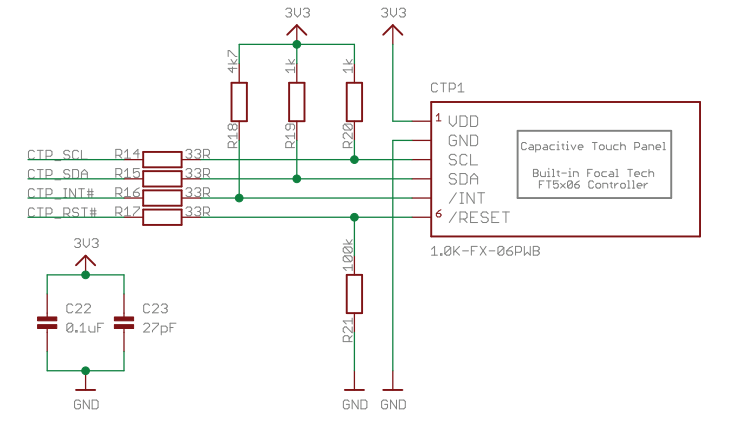 3V3
3V3
4k7
1k
1k
CTP1
R18
R19
R20
1
VDD
GND
SCL
SDA
/INT
6
/RESET
Capacitive Touch Panel
Built-in Focal Tech
FT5x06 Controller
CTP_SCL
R14
33R
CTP_SDA
R15
33R
CTP_INT#
R16
33R
CTP_RST#
R17
33R
1.0K-FX-06PWB
3V3
100k
R21
C22
0.1uF
C23
27pF
GND
GND
GND